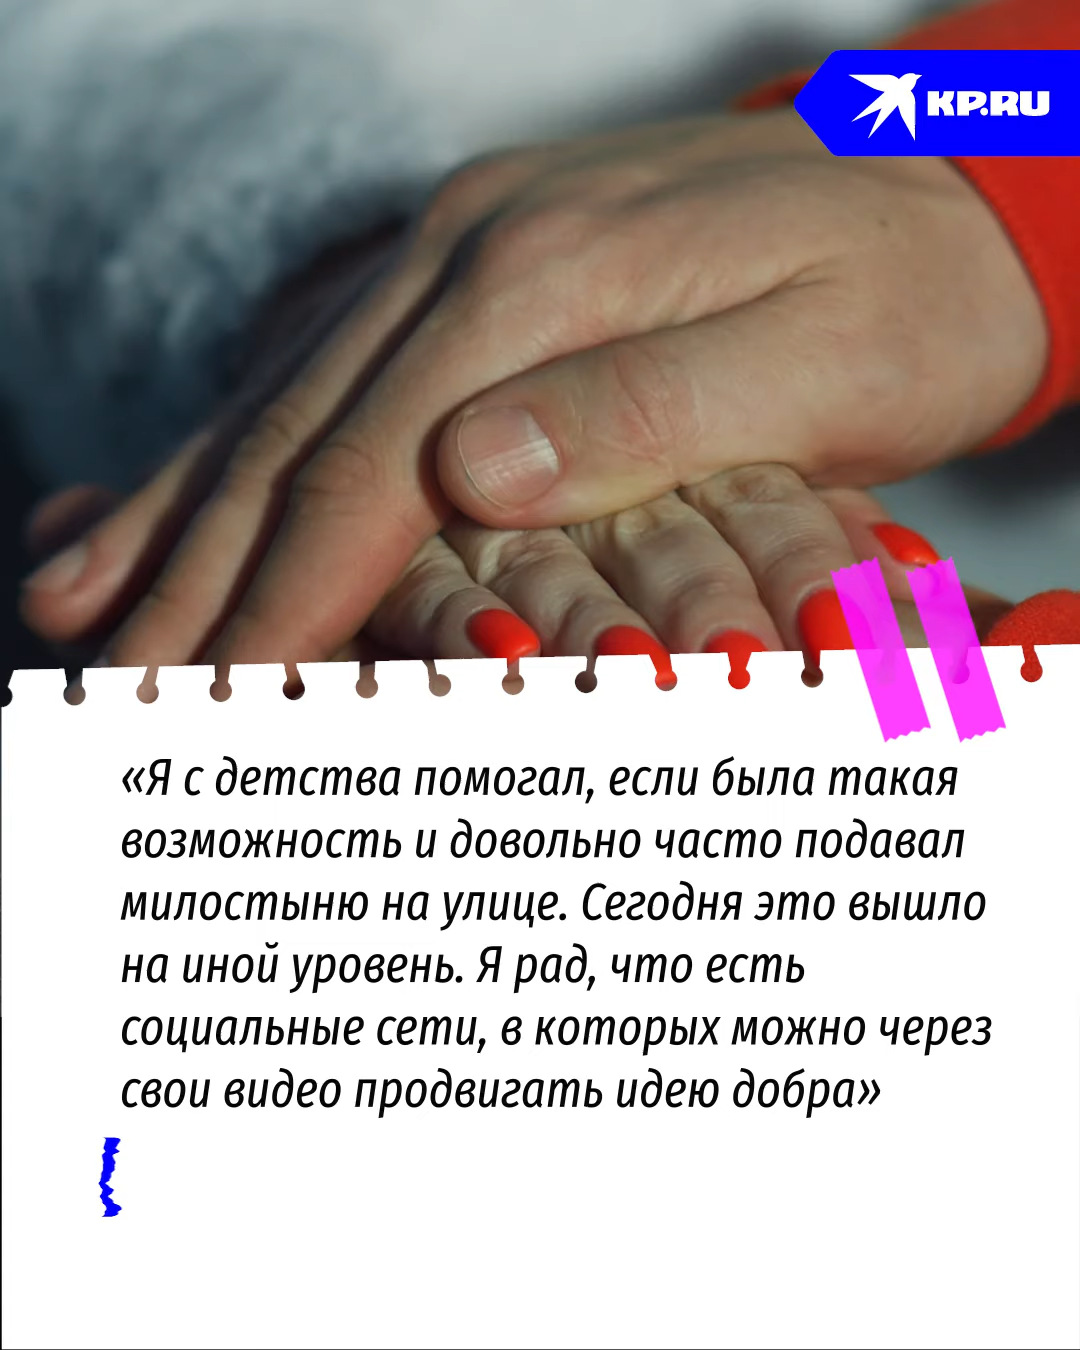 KP.RU
«Я с детства помогал, если была такая
возможность и довольно часто подавал
милостыню на улице. Сегодня это вышло
на иной уровень. Я рад, что есть
социальные сети, в которых можно через
свои видео продвигать идею добра»